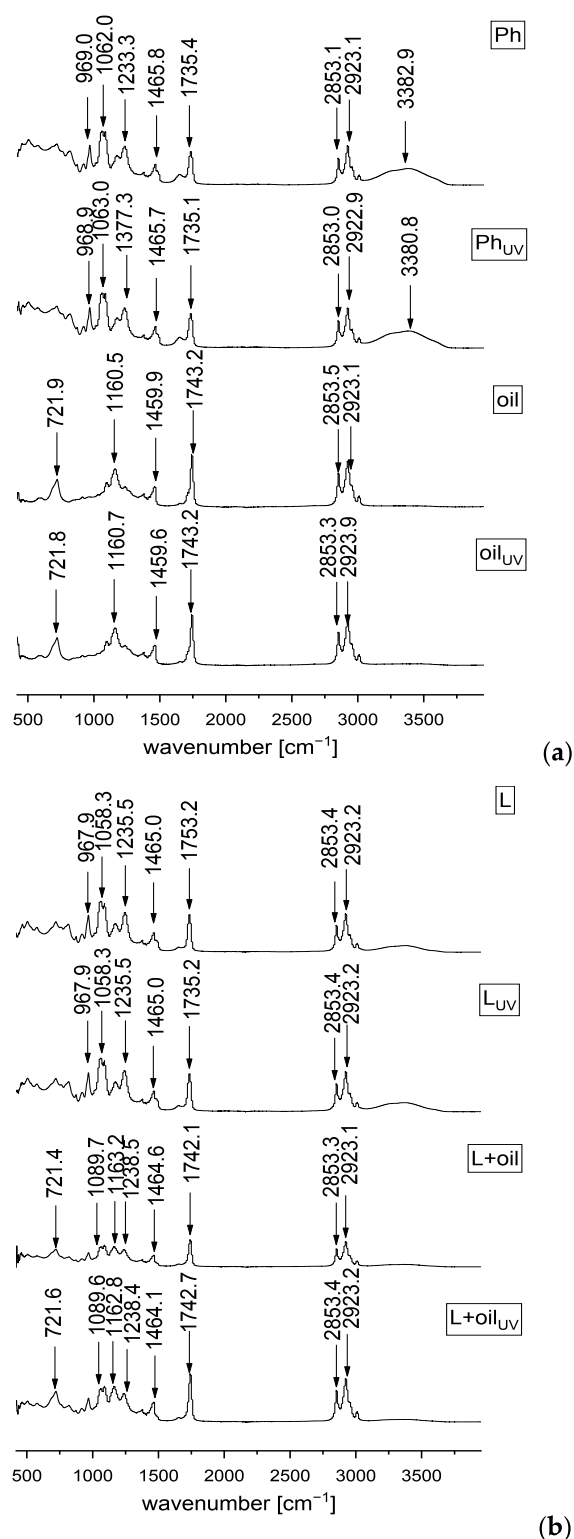 Ph
969.0 1062.0 1233.3 1465.8 1735.4 2853.1 2923.1 3382.9
PhUV
968.9 1063.0 1377.3 1465.7 1735.1 2853.0 2922.9 3380.8
oil
721.9 1160.5 1459.9 1743.2 2853.5 2923.1
oilUV
721.8 1160.7 1459.6 1743.2 2853.3 2923.9
500 1000 1500 2000 2500 3000 3500
wavenumber [cm−1]
(a)
L
967.9 1058.3 1235.5 1465.0 1753.2 2853.4 2923.2
LUV
967.9 1058.3 1235.5 1465.0 1735.2 2853.4 2923.2
L+oil
721.4 1089.7 1163.2 1238.5 1464.6 1742.1 2853.3 2923.1
L+oilUV
721.6 1089.6 1162.8 1238.4 1464.1 1742.7 2853.4 2923.2
500 1000 1500 2000 2500 3000 3500
wavenumber [cm−1]
(b)